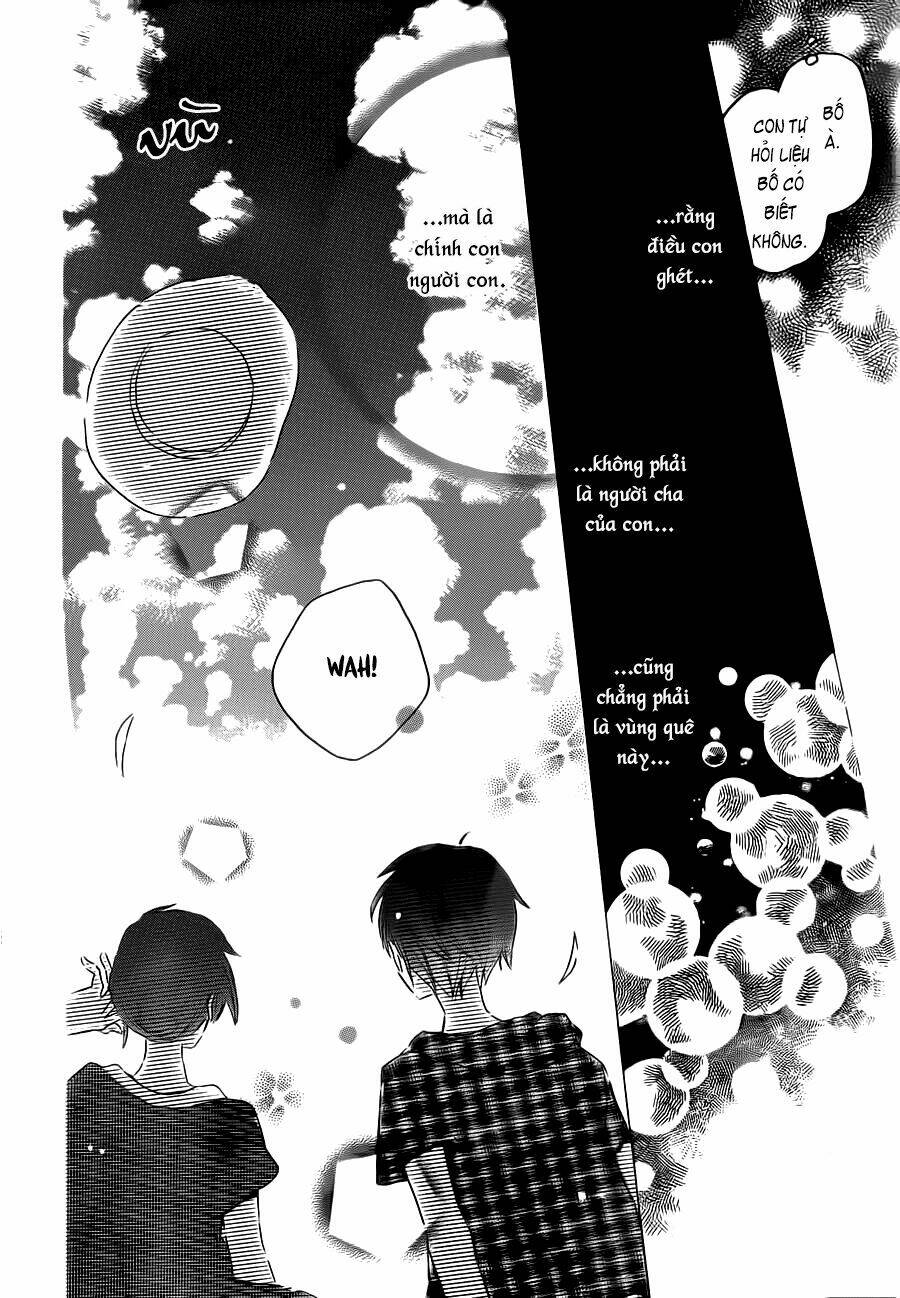 BỐ
À.
CON TỰ
HỎI LIỆU
BỐ CÓ
BIẾT
KHÔNG.
...rằng
điều con
ghét...
...không phải
là người cha
của con...
...cũng
chẳng phải
là vùng quê
này...
...mà là
chính con
người con.
vù
WAH!